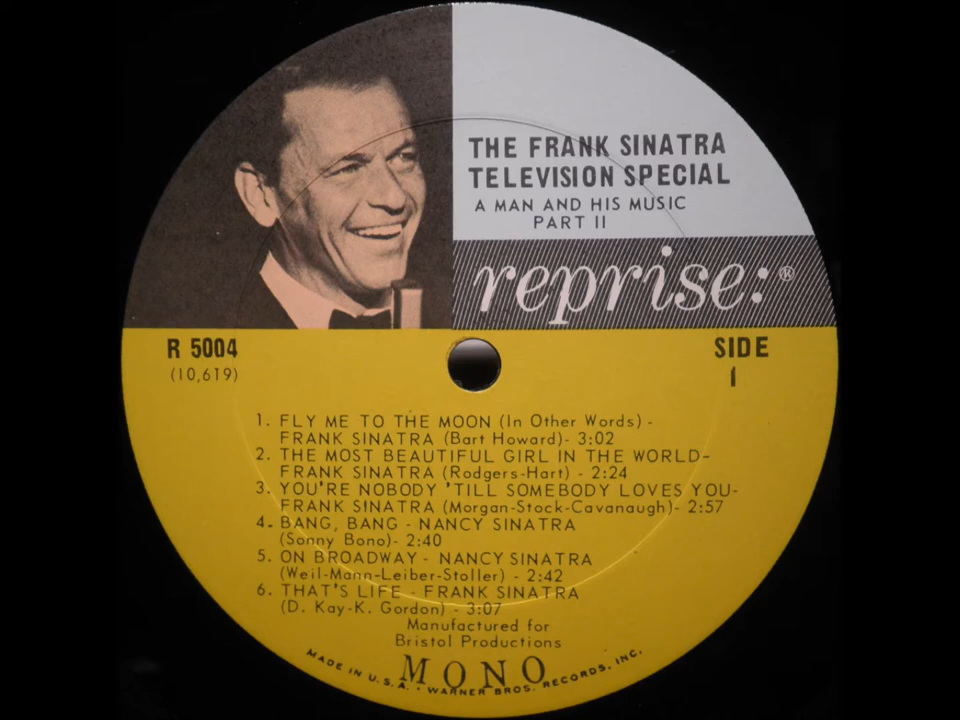 THE FRANK SINATRA
TELEVISION SPECIAL
A MAN AND HIS MUSIC
PART II
reprise:®
R 5004
(10,619)
SIDE
1
1. FLY ME TO THE MOON (In Other Words) -
FRANK SINATRA (Bart Howard)- 3:02
2. THE MOST BEAUTIFUL GIRL IN THE WORLD-
FRANK SINATRA (Rodgers-Hart) - 2:24
3. YOU'RE NOBODY 'TILL SOMEBODY LOVES YOU-
FRANK SINATRA (Morgan-Stock-Cavanaugh)- 2:57
4. BANG, BANG - NANCY SINATRA
(Sonny Bono)- 2:40
5. ON BROADWAY - NANCY SINATRA
(Weil-Mann-Leiber-Stoller) - 2:42
6. THAT'S LIFE - FRANK SINATRA
(D. Kay-K. Gordon) - 3:07
Manufactured for
Bristol Productions
MONO
MADE IN U.S.A. • WARNER BROS. RECORDS, INC.